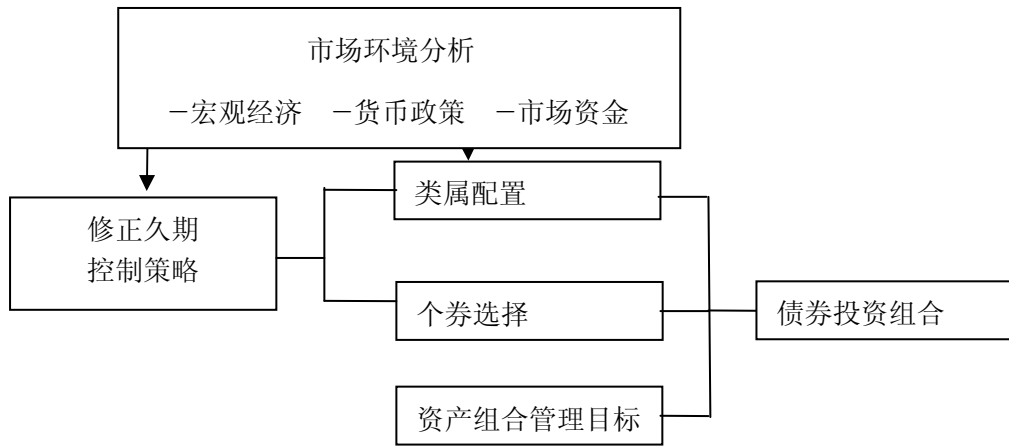 市场环境分析
－宏观经济 －货币政策 －市场资金
类属配置
修正久期
控制策略
个券选择
债券投资组合
资产组合管理目标